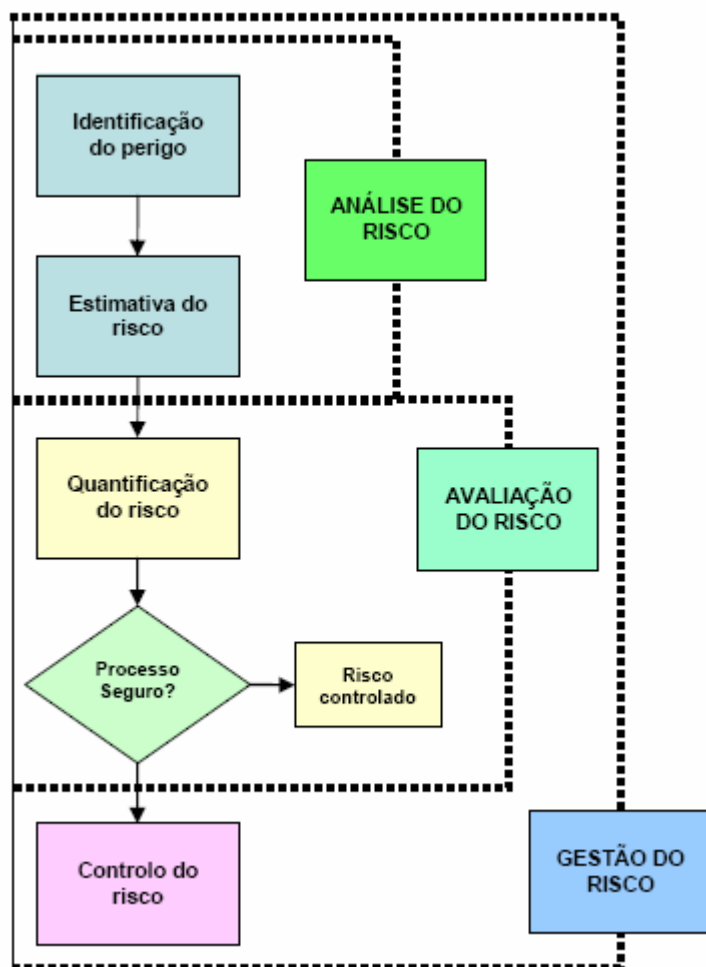 Identificação
do perigo
ANÁLISE DO
RISCO
Estimativa do
risco
Quantificação
do risco
AVALIAÇÃO
DO RISCO
Processo
Seguro?
Risco
controlado
Controlo do
risco
GESTÃO DO
RISCO